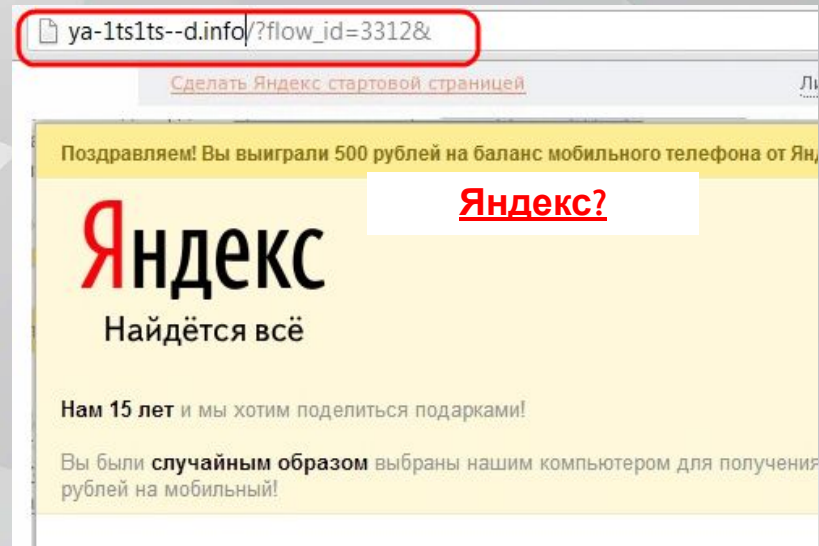 ya-1ts1ts--d.info/?flow_id=3312&
Сделать Яндекс стартовой страницей
Поздравляем! Вы выиграли 500 рублей на баланс мобильного телефона от
Яндекс?
Яндекс
Найдётся всё
Нам 15 лет и мы хотим поделиться подарками!
Вы были случайным образом выбраны нашим компьютером для получения
рублей на мобильный!